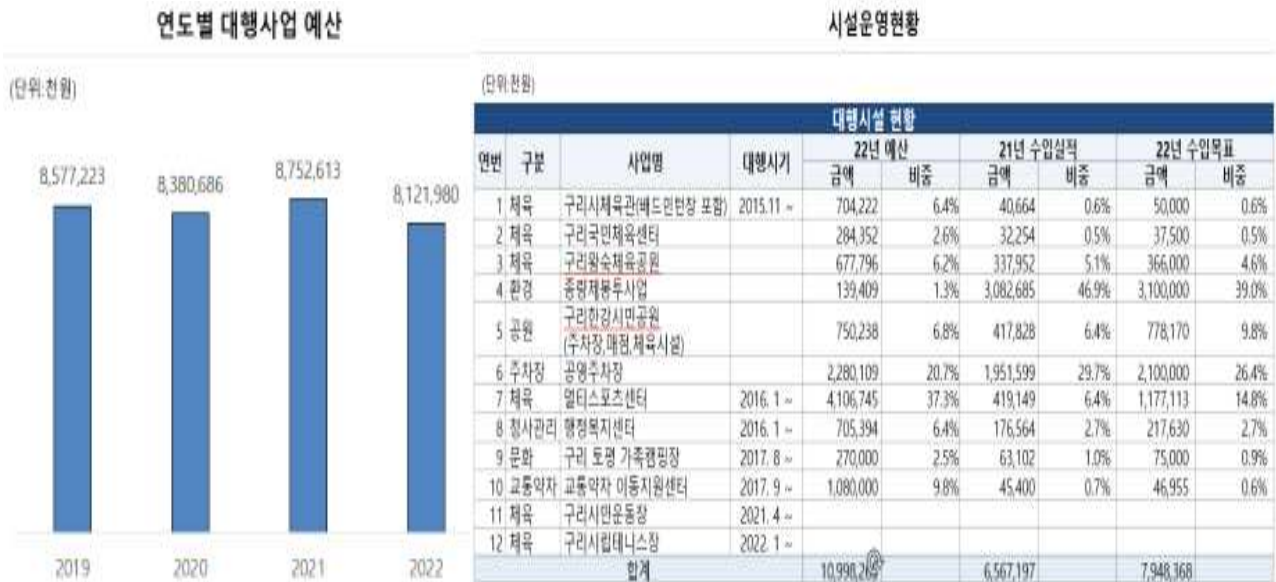 연도별 대행사업 예산
(단위:천원)
8,577,223
8,380,686
8,752,613
8,121,980
2019 2020 2021 2022
시설운영현황
(단위:천원)
대행시설 현황
연번 구분 사업명 대행시기 22년 예산 21년 수입실적 22년 수입목표
금액 비중 금액 비중 금액 비중
1 체육 구리시체육관(배드민턴장 포함) 2015.11 ~ 704,222 6.4% 40,664 0.6% 50,000 0.6%
2 체육 구리국민체육센터 284,352 2.6% 32,254 0.5% 37,500 0.5%
3 체육 구리왕숙체육공원 677,796 6.2% 337,952 5.1% 366,000 4.6%
4 환경 종량제봉투사업 139,409 1.3% 3,082,685 46.9% 3,100,000 39.0%
5 공원 구리한강시민공원
(주차장,매점,체육시설) 750,238 6.8% 417,828 6.4% 778,170 9.8%
6 주차장 공영주차장 2,280,109 20.7% 1,951,599 29.7% 2,100,000 26.4%
7 체육 멀티스포츠센터 2016. 1 ~ 4,106,745 37.3% 419,149 6.4% 1,177,113 14.8%
8 청사관리 행정복지센터 2016. 1 ~ 705,394 6.4% 176,564 2.7% 217,630 2.7%
9 문화 구리 토평 가족캠핑장 2017. 8 ~ 270,000 2.5% 63,102 1.0% 75,000 0.9%
10 교통약자 교통약자 이동지원센터 2017. 9 ~ 1,080,000 9.8% 45,400 0.7% 46,955 0.6%
11 체육 구리시민운동장 2021. 4 ~
12 체육 구리시립테니스장 2022. 1 ~
합계 10,998,265 6,567,197 7,948,368